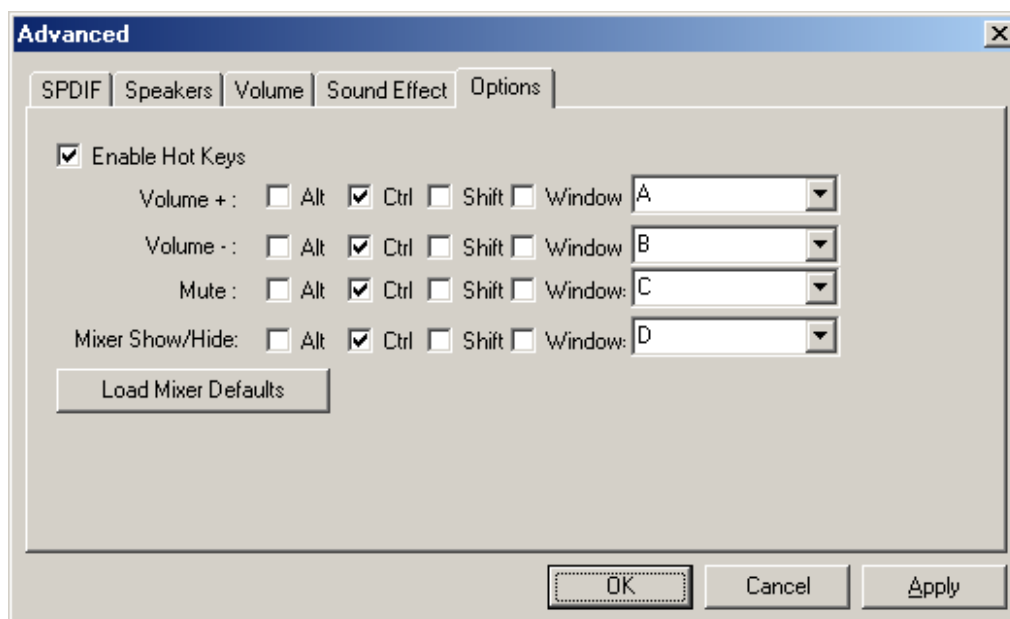 Advanced
SPDIF Speakers Volume Sound Effect Options
Enable Hot Keys
Volume + : Alt Ctrl Shift Window A
Volume - : Alt Ctrl Shift Window B
Mute : Alt Ctrl Shift Window: C
Mixer Show/Hide: Alt Ctrl Shift Window: D
Load Mixer Defaults
OK Cancel Apply